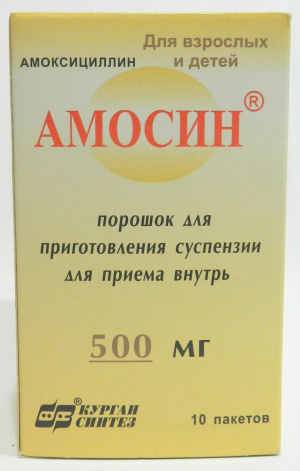 Для взрослых
и детей
АМОКСИЦИЛЛИН
АМОСИН®
порошок для
приготовления суспензии
для приема внутрь
500 мг
КУРГАН
СИНТЕЗ
10 пакетов